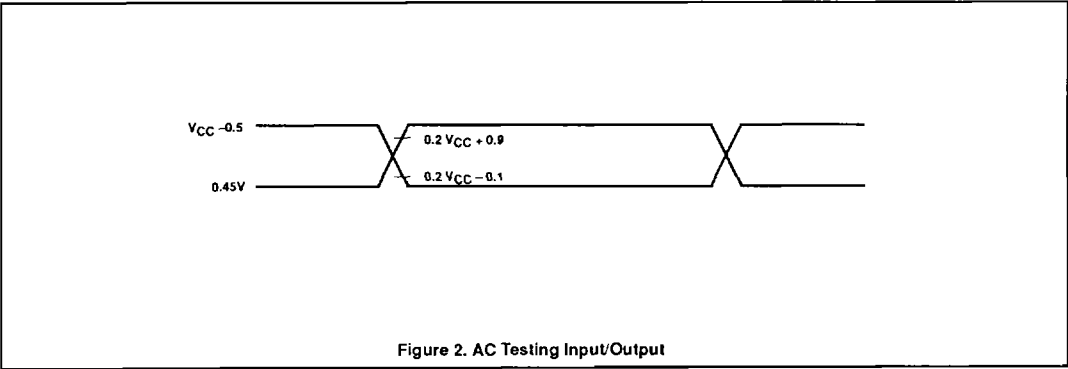 VCC –0.5
0.2 VCC + 0.9
0.2 VCC – 0.1
0.45V
Figure 2. AC Testing Input/Output